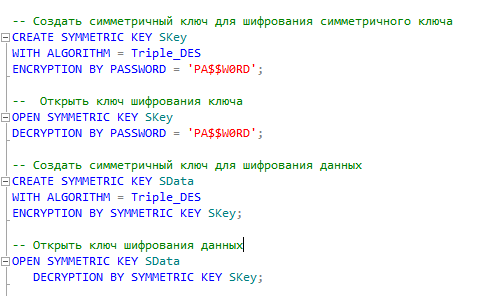 -- Создать симметричный ключ для шифрования симметричного ключа
CREATE SYMMETRIC KEY SKey
WITH ALGORITHM = Triple_DES
ENCRYPTION BY PASSWORD = 'PA$$W0RD';
--  Открыть ключ шифрования ключа
OPEN SYMMETRIC KEY SKey
DECRYPTION BY PASSWORD = 'PA$$W0RD';
-- Создать симметричный ключ для шифрования данных
CREATE SYMMETRIC KEY SData
WITH ALGORITHM = Triple_DES
ENCRYPTION BY SYMMETRIC KEY SKey;
-- Открыть ключ шифрования данных
OPEN SYMMETRIC KEY SData
DECRYPTION BY SYMMETRIC KEY SKey;